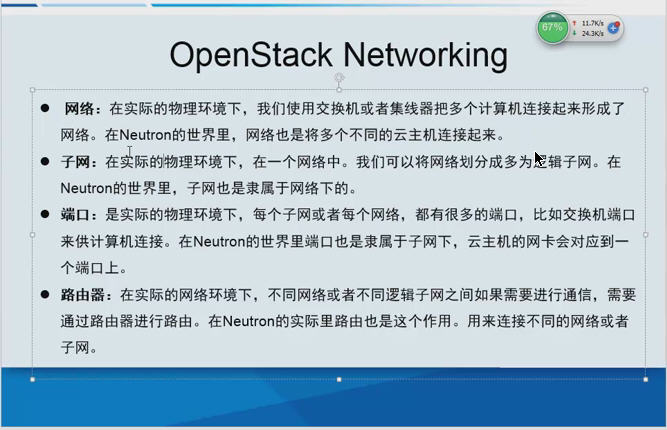 67%
11.7K/s
24.3K/s
OpenStack Networking
网络：在实际的物理环境下，我们使用交换机或者集线器把多个计算机连接起来形成了
网络。在Neutron的世界里，网络也是将多个不同的云主机连接起来。
子网：在实际的物理环境下，在一个网络中。我们可以将网络划分成多为逻辑子网。在
Neutron的世界里，子网也是隶属于网络下的。
端口：是实际的物理环境下，每个子网或者每个网络，都有很多的端口，比如交换机端口
来供计算机连接。在Neutron的世界里端口也是隶属于子网下，云主机的网卡会对应到一
个端口上。
路由器：在实际的网络环境下，不同网络或者不同逻辑子网之间如果需要进行通信，需要
通过路由器进行路由。在Neutron的实际里路由也是这个作用。用来连接不同的网络或者
子网。